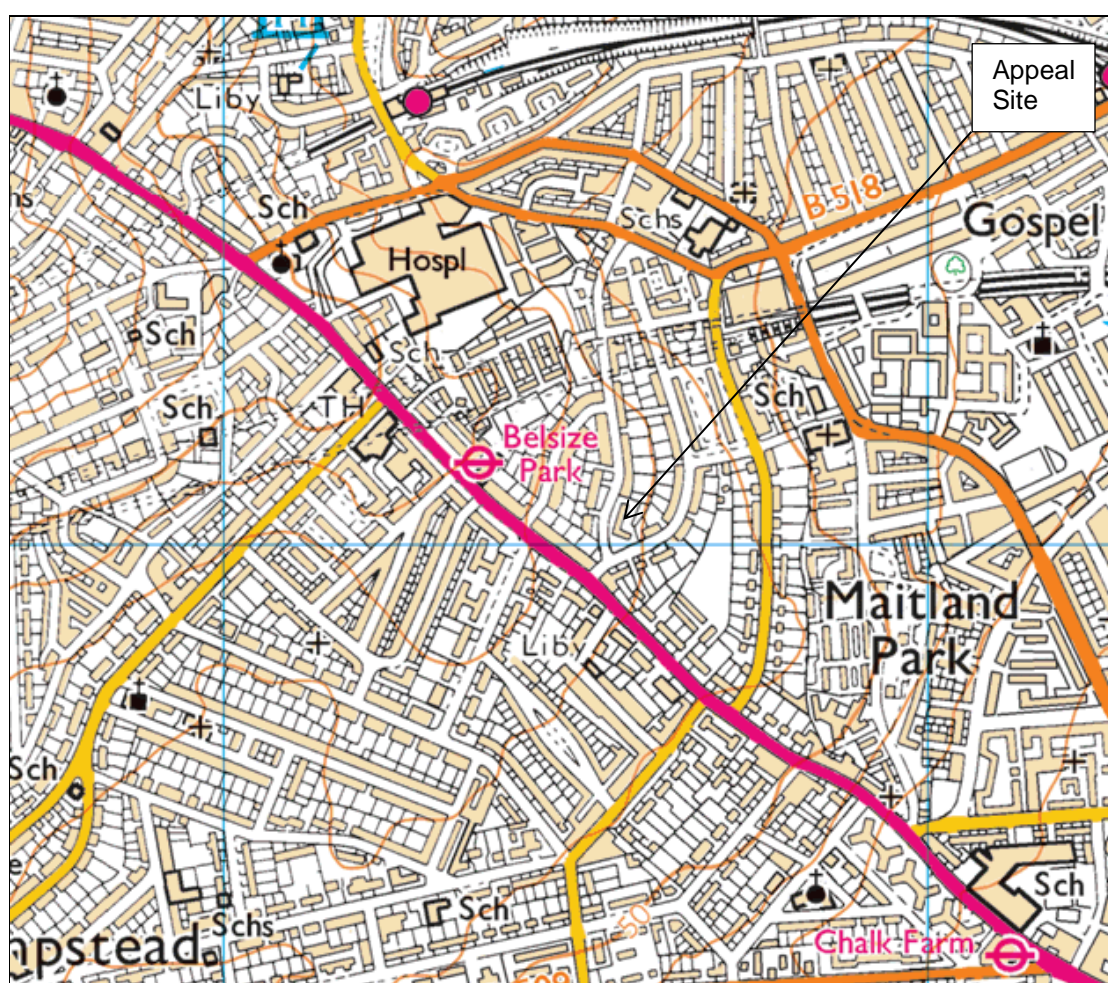 Appeal
Site
Liby
ns
Sch
Schs
B518
Gospel
Hospl
Sch
Sch
Sch
TH
Sch
Belsize
Park
Maitland
Park
Liby
Sch
e
Schs
Sch
50
Sch
mpstead
Chalk Farm